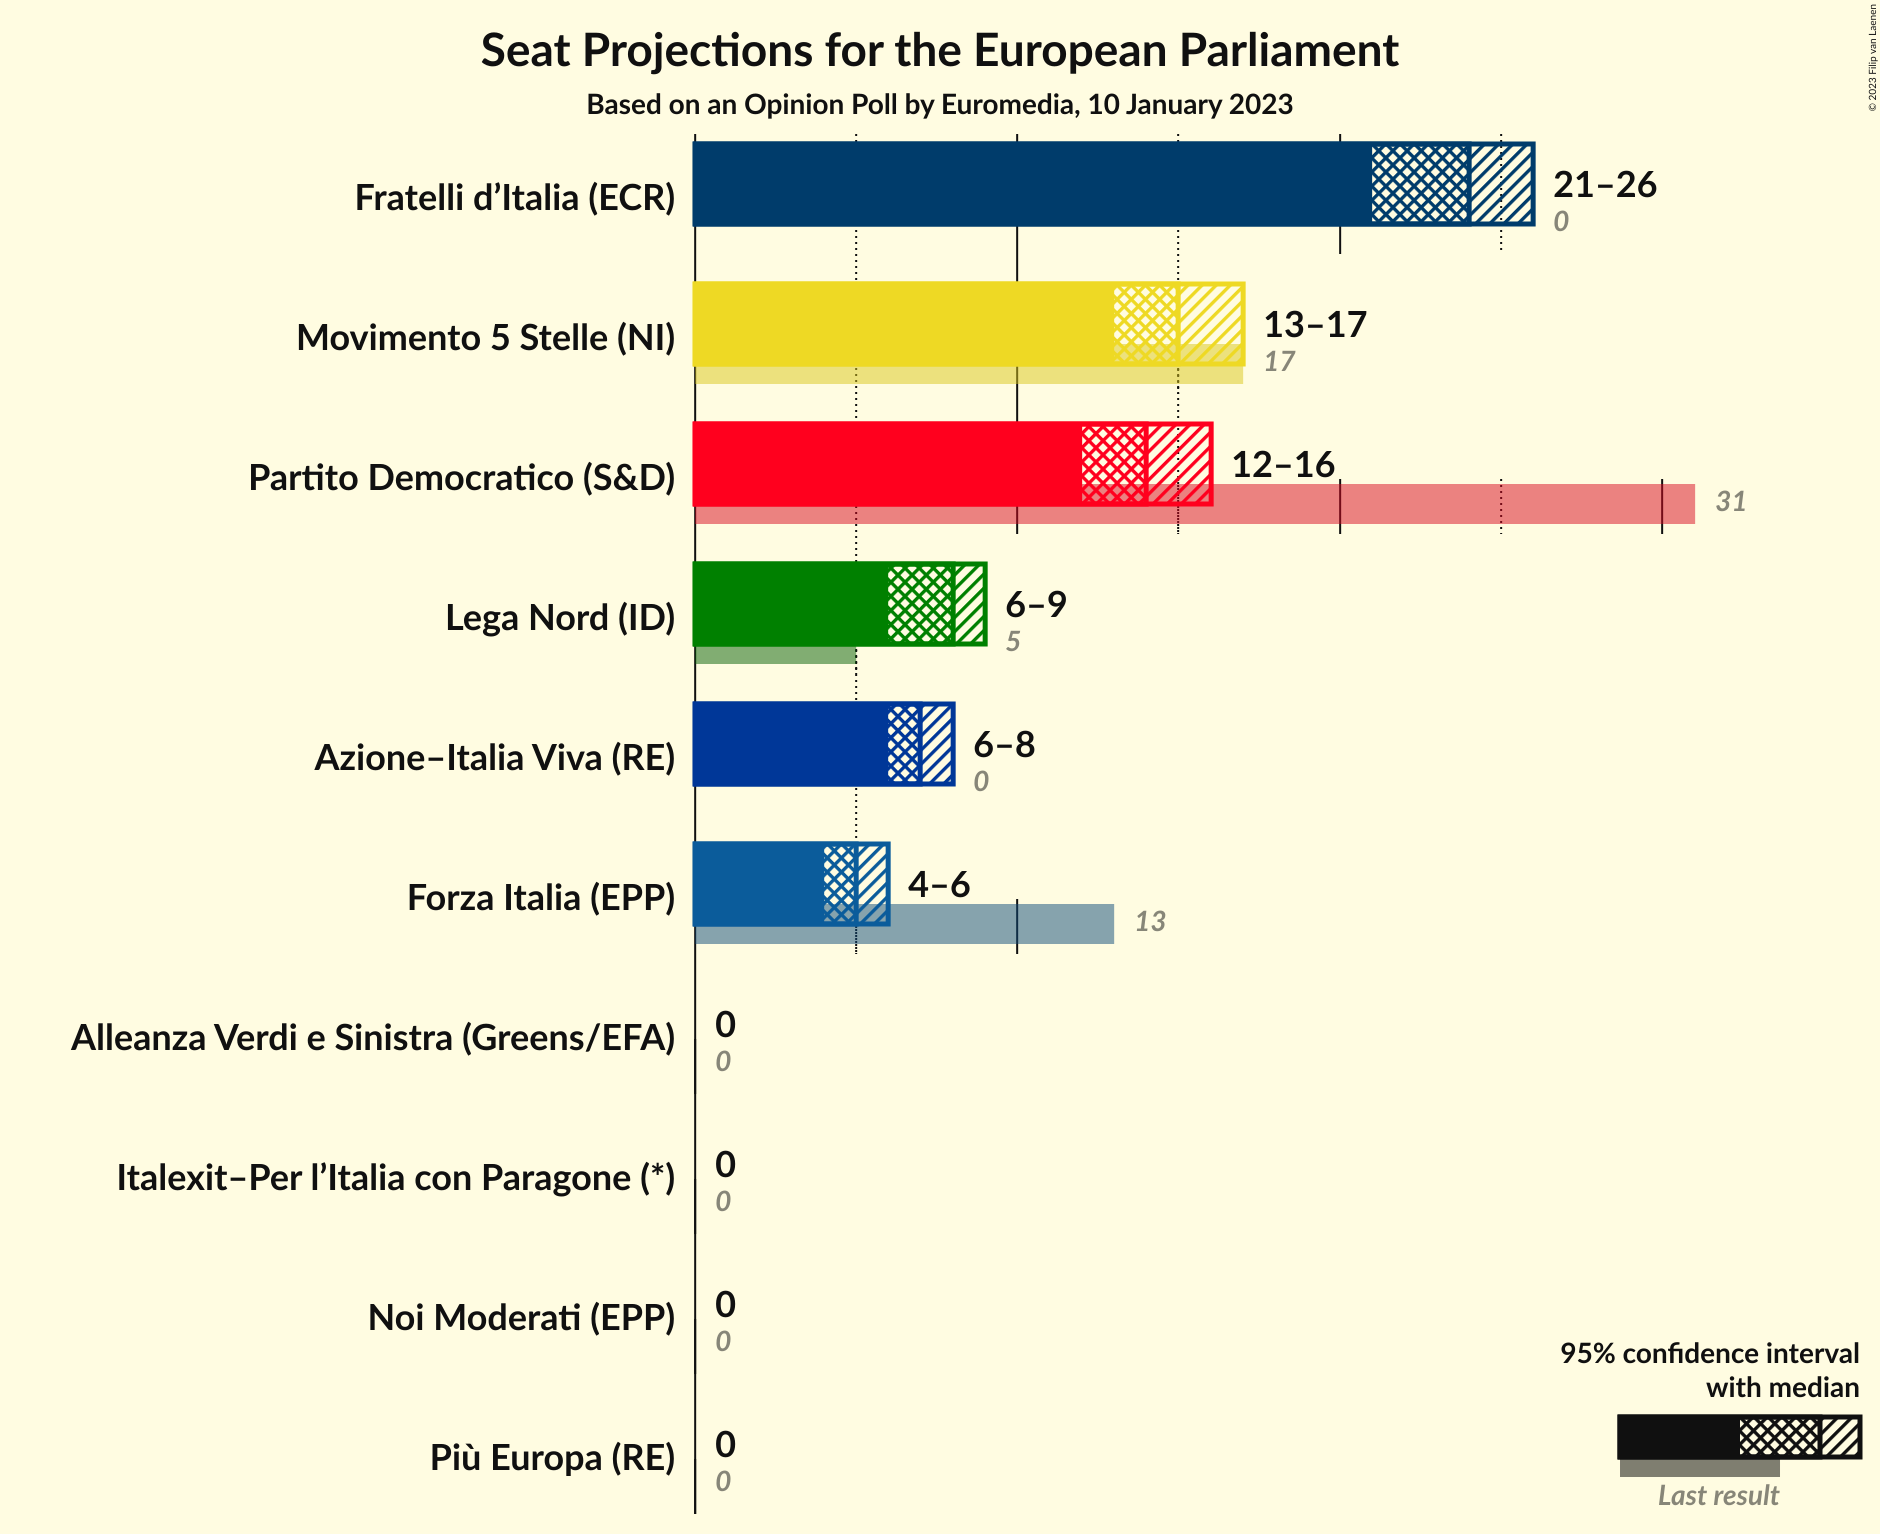 Seat Projections for the European Parliament
Based on an Opinion Poll by Euromedia, 10 January 2023
© 2023 Filip van Laenen
Fratelli d’Italia (ECR)
21–26
0
Movimento 5 Stelle (NI)
13–17
17
Partito Democratico (S&D)
12–16
31
Lega Nord (ID)
6–9
5
Azione–Italia Viva (RE)
6–8
0
Forza Italia (EPP)
4–6
13
Alleanza Verdi e Sinistra (Greens/EFA)
0
0
Italexit–Per l’Italia con Paragone (*)
0
0
Noi Moderati (EPP)
0
0
Più Europa (RE)
0
0
95% confidence interval
with median
Last result